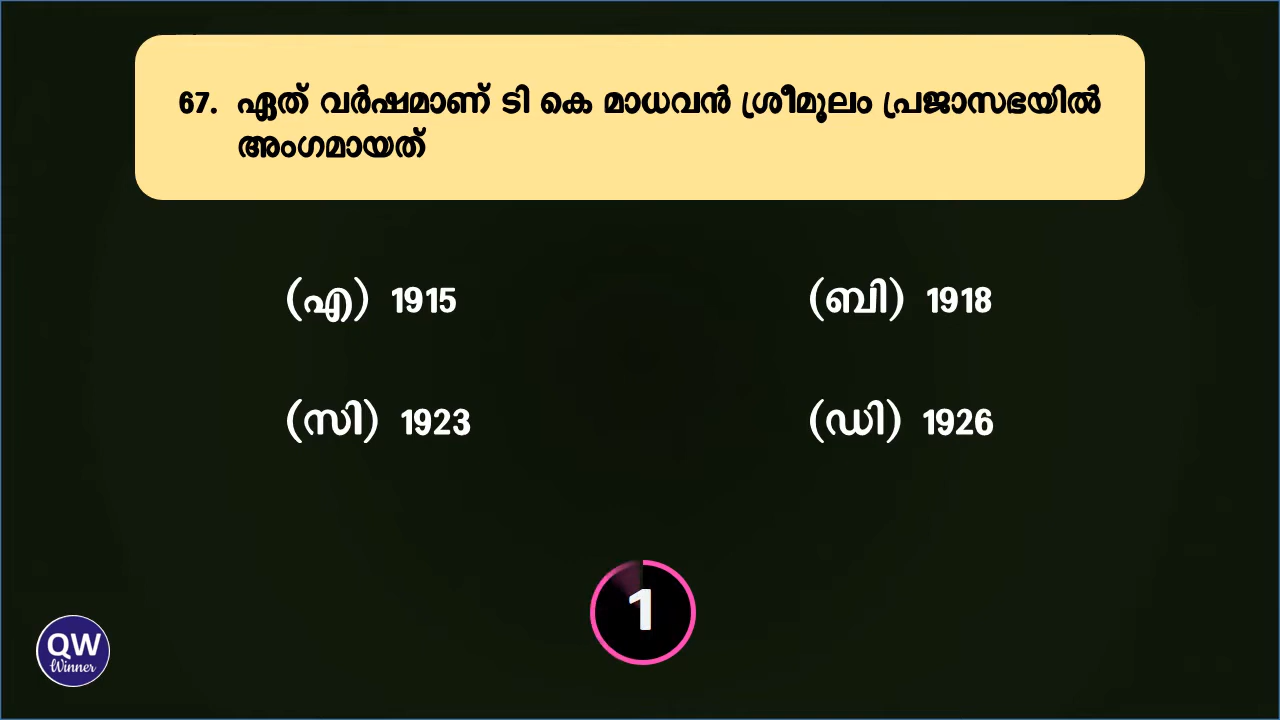 67. ഏത് വർഷമാണ് ടി കെ മാധവൻ ശ്രീമൂലം പ്രജാസഭയിൽ
അംഗമായത്
(എ) 1915
(ബി) 1918
(സി) 1923
(ഡി) 1926
1
QW
Winner